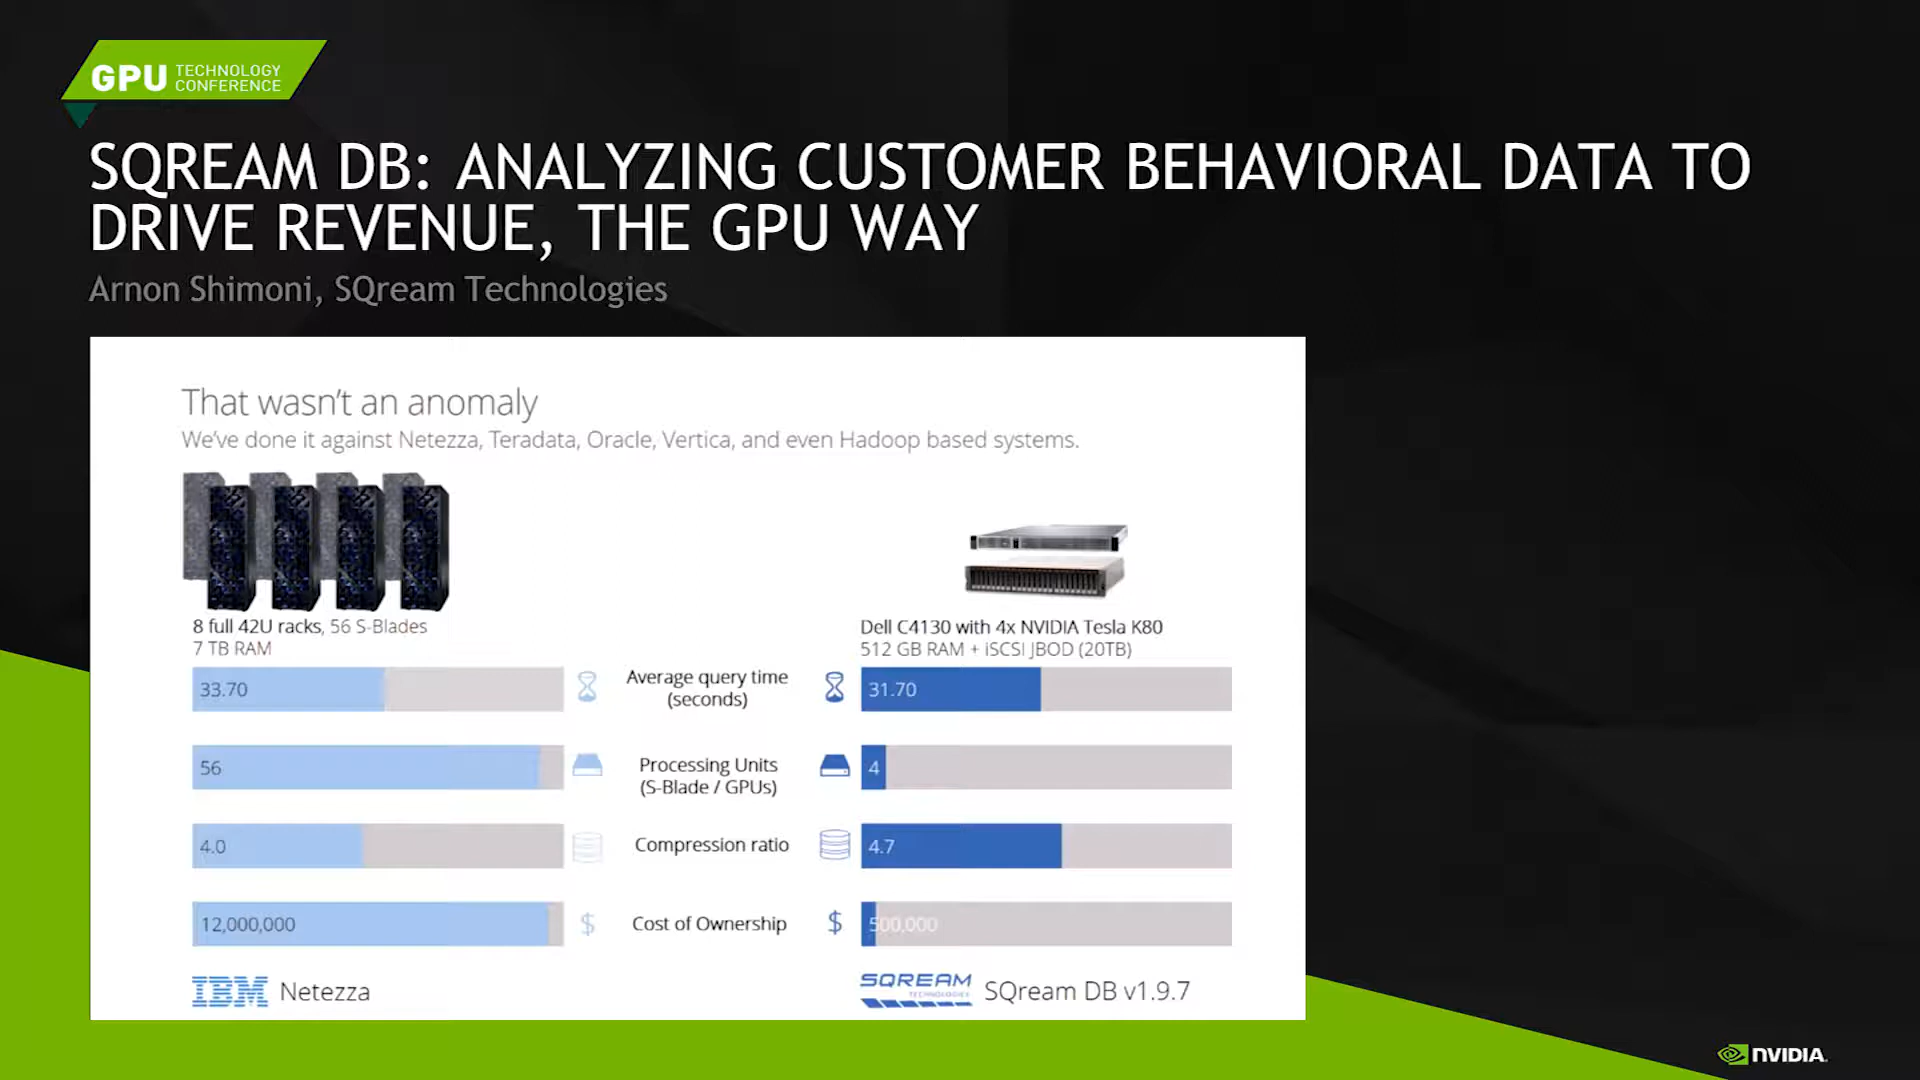 GPU TECHNOLOGY
CONFERENCE
SQREAM DB: ANALYZING CUSTOMER BEHAVIORAL DATA TO
DRIVE REVENUE, THE GPU WAY
Arnon Shimoni, SQream Technologies
That wasn't an anomaly
We've done it against Netezza, Teradata, Oracle, Vertica, and even Hadoop based systems.
8 full 42U racks, 56 S-Blades
7 TB RAM
Dell C4130 with 4x NVIDIA Tesla K80
512 GB RAM + iSCSI JBOD (20TB)
33.70
Average query time
(seconds)
31.70
56
Processing Units
(S-Blade / GPUs)
4
4.0
Compression ratio
4.7
12,000,000
$
Cost of Ownership
$
500,000
IBM Netezza
SQREAM
TECHNOLOGIES
SQream DB v1.9.7
NVIDIA.